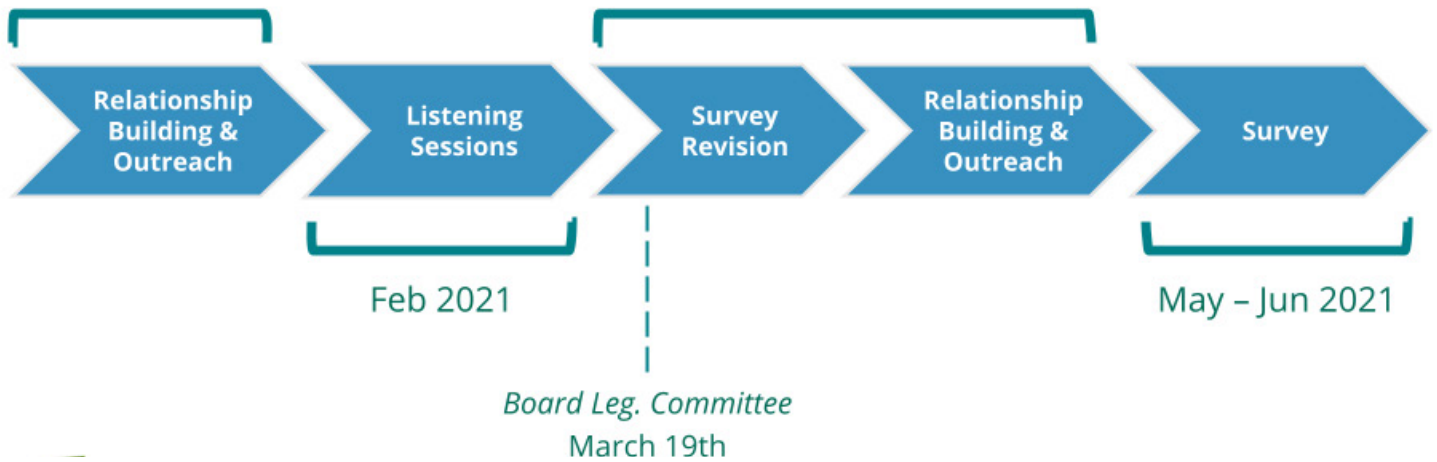 Relationship
Building &
Outreach
Listening
Sessions
Survey
Revision
Relationship
Building &
Outreach
Survey
Feb 2021
May – Jun 2021
Board Leg. Committee
March 19th